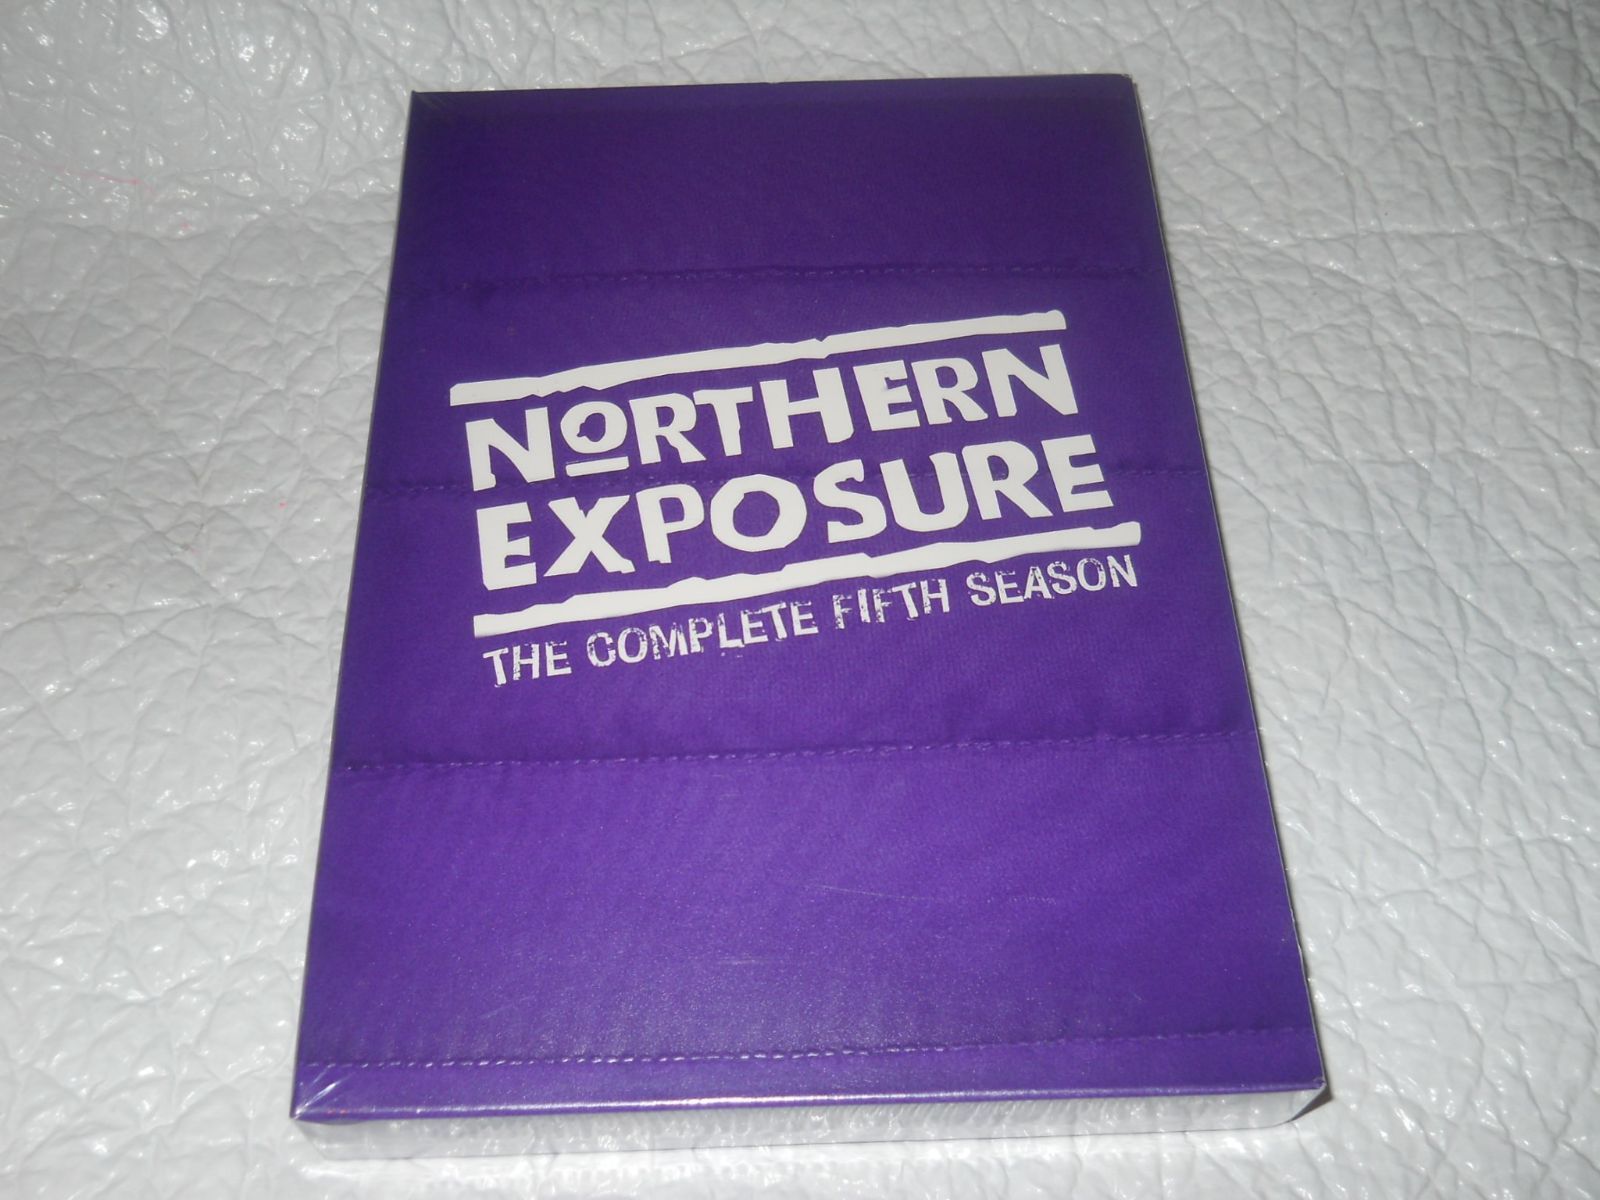 NORTHERN
EXPOSURE
THE COMPLETE FIFTH SEASON